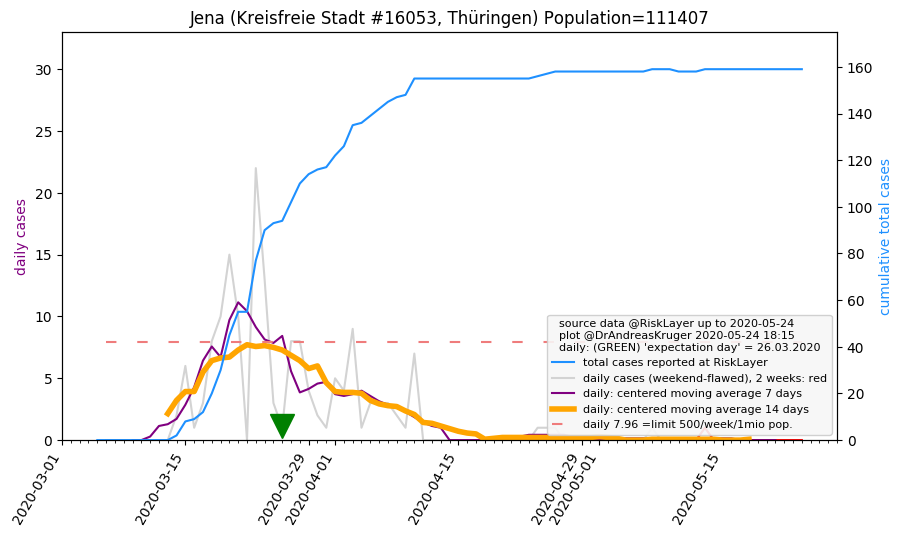 Jena (Kreisfreie Stadt #16053, Thüringen) Population=111407
30
25
20
15
10
5
0
daily cases
160
140
120
100
80
60
40
20
0
cumulative total cases
source data @RiskLayer up to 2020-05-24
plot @DrAndreasKruger 2020-05-24 18:15
daily: (GREEN) 'expectation day' = 26.03.2020
total cases reported at RiskLayer
daily cases (weekend-flawed), 2 weeks: red
daily: centered moving average 7 days
daily: centered moving average 14 days
daily 7.96 =limit 500/week/1mio pop.
2020-03-01
2020-03-15
2020-03-29
2020-04-01
2020-04-15
2020-04-29
2020-05-01
2020-05-15